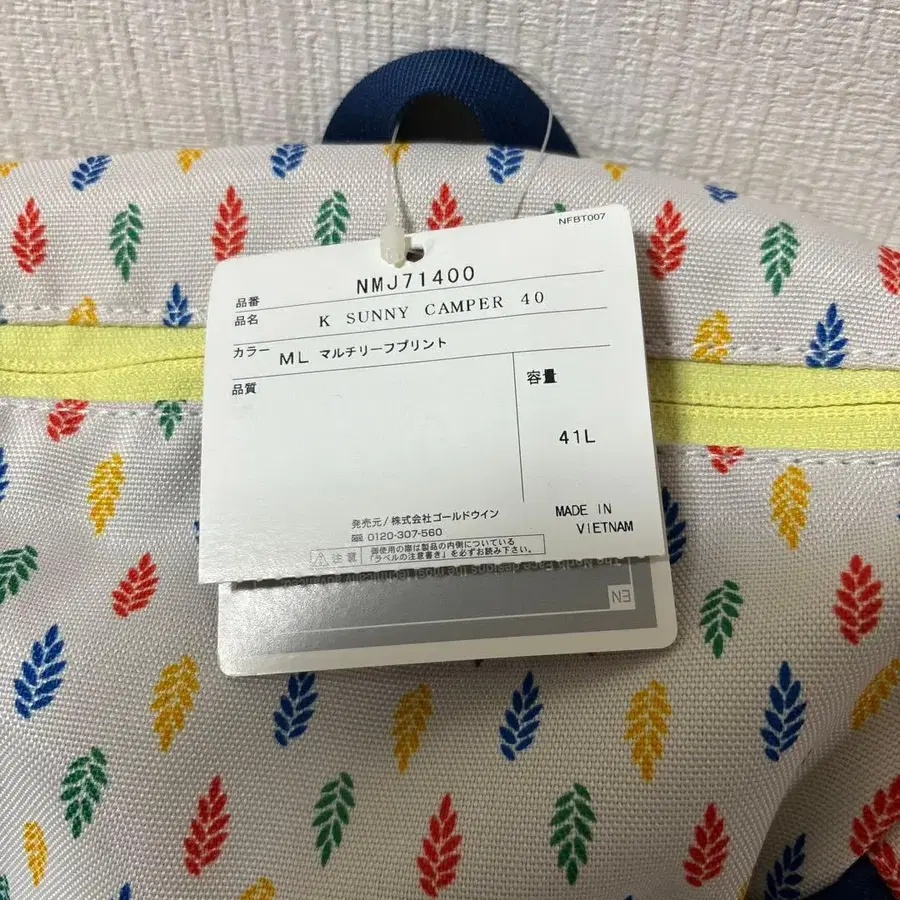 NFBT007
品番 NMJ71400
品名 K SUNNY CAMPER 40
カラー ML マルチリーフプリント
品質
容量
41L
発売元/株式会社ゴールドウイン
0120-307-560
MADE IN
VIETNAM
注意
御使用の際は製品の内側についている
「ラベルの注意書き」を必ずお読み下さい。
EN